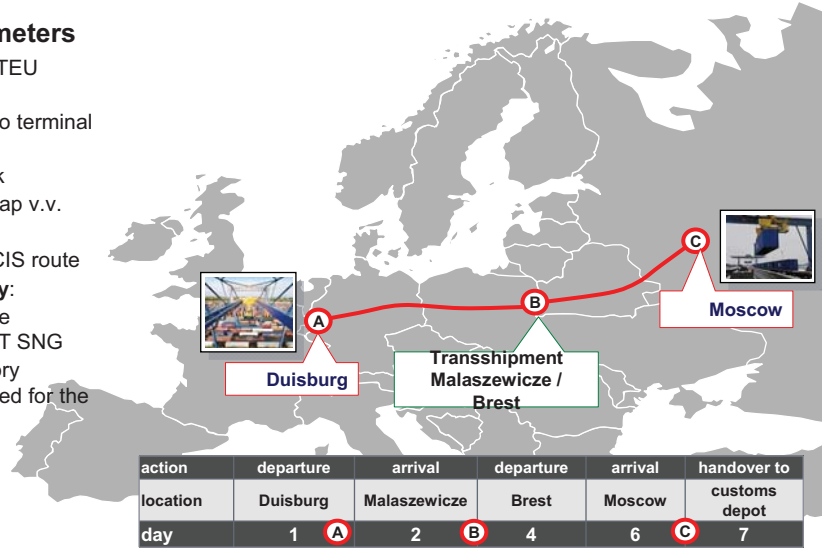 meters
TEU
o terminal
k
ap v.v.
CIS route
y:
e
T SNG
ory
ed for the
C
B
A
Moscow
Duisburg
Transshipment
Malaszewicze /
Brest
action departure arrival departure arrival handover to
location Duisburg Malaszewicze Brest Moscow customs
depot
day 1 A 2 B 4 6 C 7